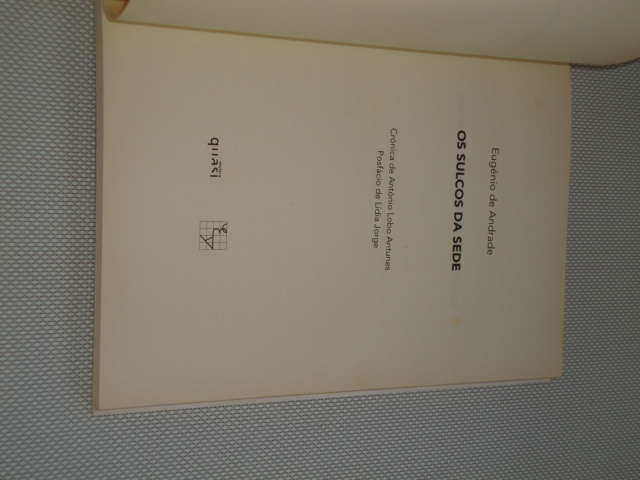 Eugénio de Andrade
OS SULCOS DA SEDE
Crónica de António Lobo Antunes
Posfácio de Lídia Jorge
quasi